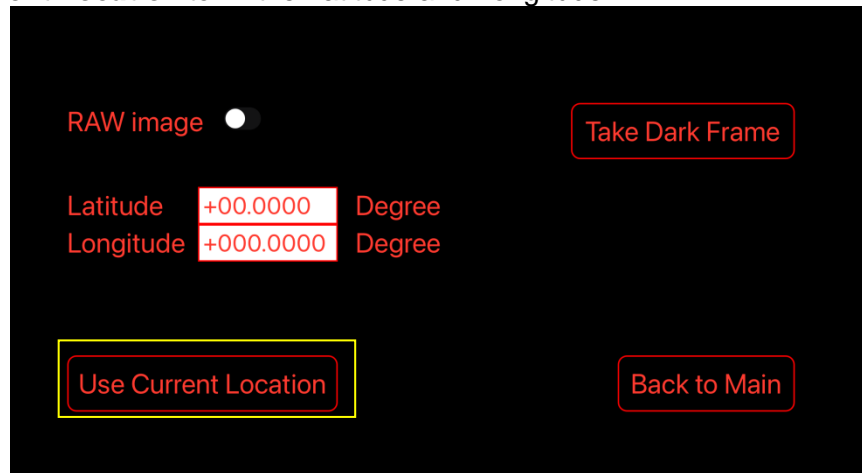 RAW image
Take Dark Frame
Latitude +00.0000 Degree
Longitude +000.0000 Degree
Use Current Location
Back to Main